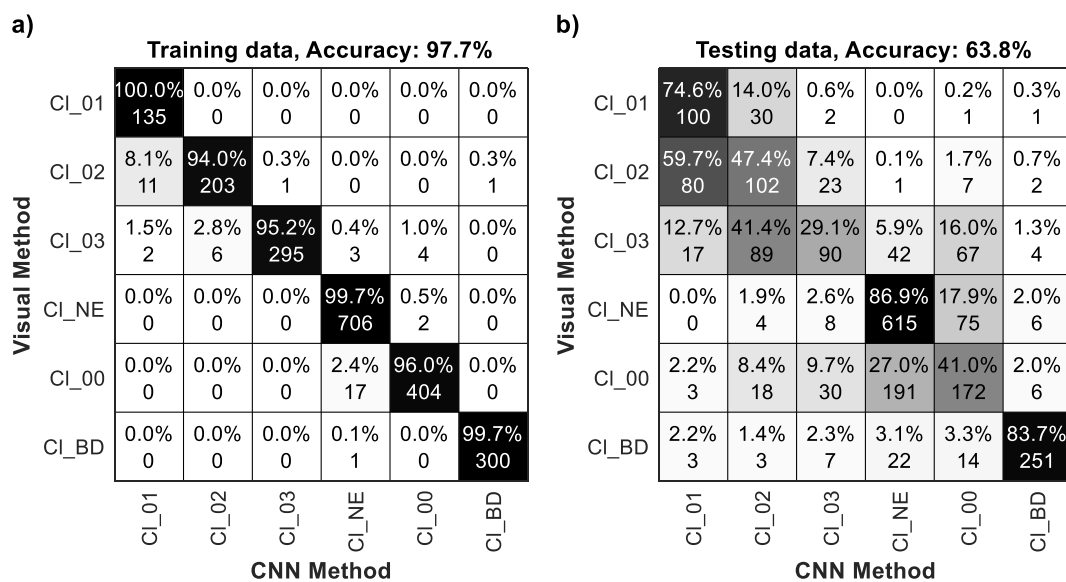 a)
Training data, Accuracy: 97.7%
Visual Method
CI_01
100.0% 0.0% 0.0% 0.0% 0.0% 0.0%
135 0 0 0 0 0
CI_02
8.1% 94.0% 0.3% 0.0% 0.0% 0.3%
11 203 1 0 0 1
CI_03
1.5% 2.8% 95.2% 0.4% 1.0% 0.0%
2 6 295 3 4 0
CI_NE
0.0% 0.0% 0.0% 99.7% 0.5% 0.0%
0 0 0 706 2 0
CI_00
0.0% 0.0% 0.0% 2.4% 96.0% 0.0%
0 0 0 17 404 0
CI_BD
0.0% 0.0% 0.0% 0.1% 0.0% 99.7%
0 0 0 1 0 300
CI_01 CI_02 CI_03 CI_NE CI_00 CI_BD
CNN Method
b)
Testing data, Accuracy: 63.8%
Visual Method
CI_01
74.6% 14.0% 0.6% 0.0% 0.2% 0.3%
100 30 2 0 1 1
CI_02
59.7% 47.4% 7.4% 0.1% 1.7% 0.7%
80 102 23 1 7 2
CI_03
12.7% 41.4% 29.1% 5.9% 16.0% 1.3%
17 89 90 42 67 4
CI_NE
0.0% 1.9% 2.6% 86.9% 17.9% 2.0%
0 4 8 615 75 6
CI_00
2.2% 8.4% 9.7% 27.0% 41.0% 2.0%
3 18 30 191 172 6
CI_BD
2.2% 1.4% 2.3% 3.1% 3.3% 83.7%
3 3 7 22 14 251
CI_01 CI_02 CI_03 CI_NE CI_00 CI_BD
CNN Method